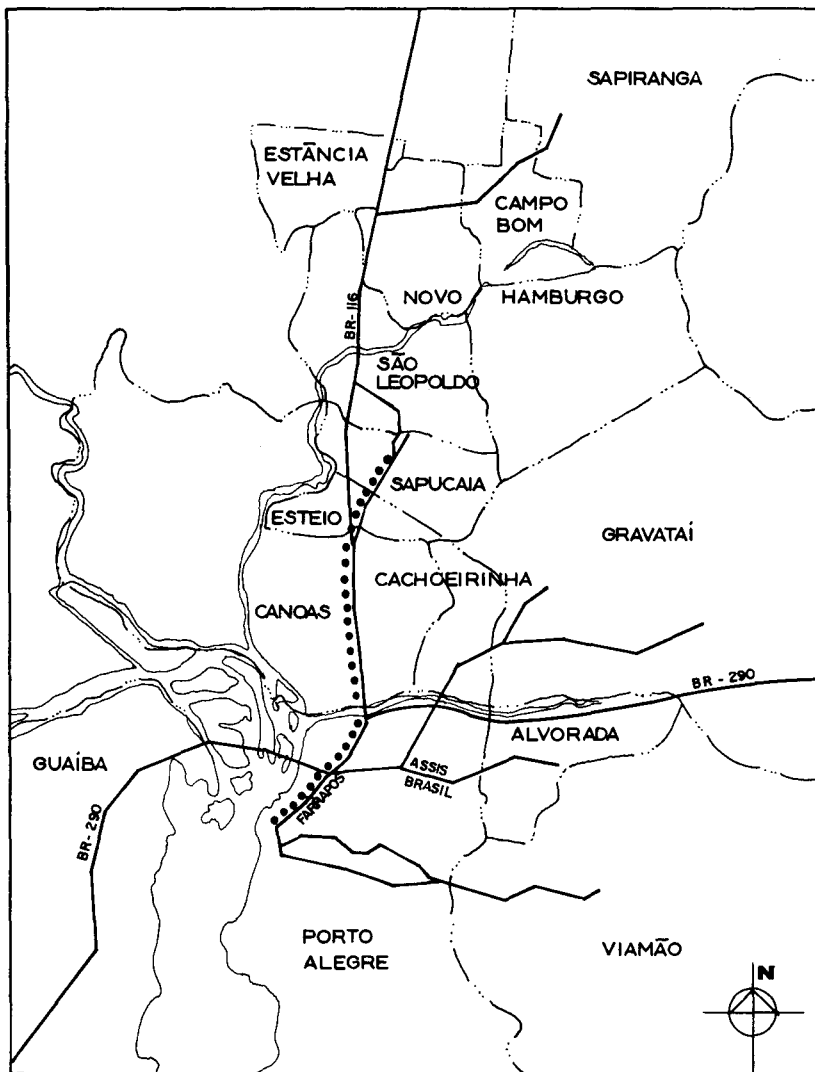 SAPIRANGA
ESTÂNCIA
VELHA
CAMPO
BOM
NOVO HAMBURGO
BR-116
SÃO
LEOPOLDO
SAPUCAIA
ESTEIO
GRAVATAÍ
CACHOEIRINHA
CANOAS
BR-290
ALVORADA
GUAÍBA
ASSIS
BRASIL
FARRAPOS
BR-290
PORTO
ALEGRE
VIAMÃO
N